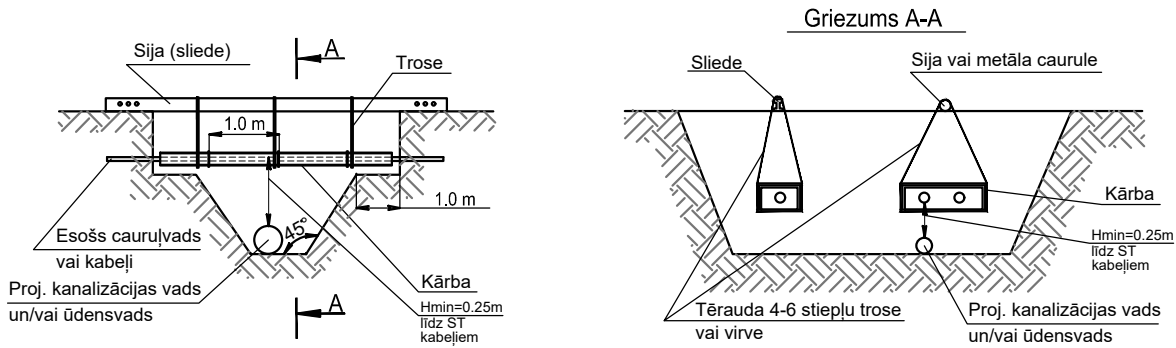 Sija (sliede)
A
Trose
1.0 m
1.0 m
45°
Esošs cauruļvads
vai kabeļi
Proj. kanalizācijas vads
un/vai ūdensvads
Kārba
Hmin=0.25m
līdz ST
kabeļiem
A
Griezums A-A
Sliede
Sija vai metāla caurule
Kārba
Hmin=0.25m
līdz ST
kabeļiem
Tērauda 4-6 stiepļu trose
vai virve
Proj. kanalizācijas vads
un/vai ūdensvads